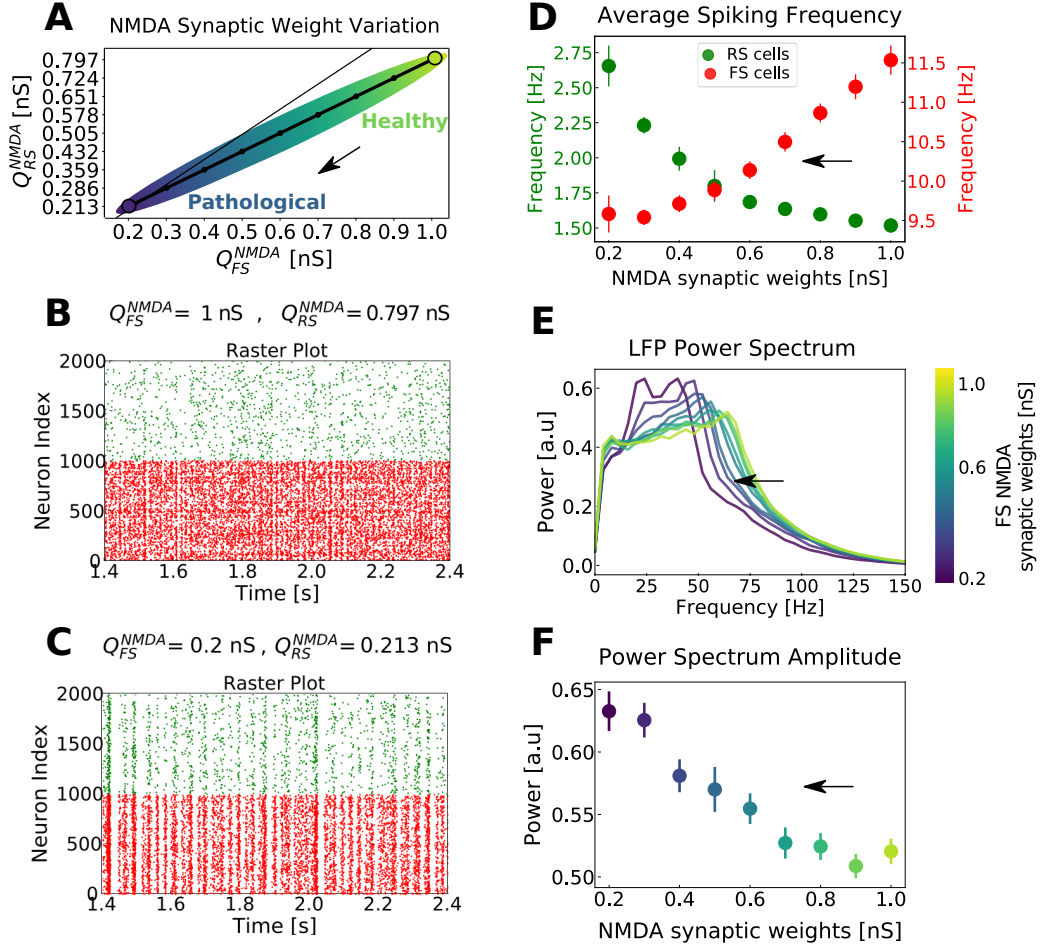 A
NMDA Synaptic Weight Variation
Q_RS^NMDA [nS]
0.797
0.724
0.651
0.578
0.505
0.432
0.359
0.286
0.213
Healthy
Pathological
0.2 0.3 0.4 0.5 0.6 0.7 0.8 0.9 1.0
Q_FS^NMDA [nS]
B
Q_FS^NMDA = 1 nS , Q_RS^NMDA = 0.797 nS
Raster Plot
Neuron Index
2000
1500
1000
500
0
1.4 1.6 1.8 2.0 2.2 2.4
Time [s]
C
Q_FS^NMDA = 0.2 nS , Q_RS^NMDA = 0.213 nS
Raster Plot
Neuron Index
2000
1500
1000
500
0
1.4 1.6 1.8 2.0 2.2 2.4
Time [s]
D
Average Spiking Frequency
RS cells
FS cells
Frequency [Hz]
2.75
2.50
2.25
2.00
1.75
1.50
11.5
11.0
10.5
10.0
9.5
Frequency [Hz]
0.2 0.4 0.6 0.8 1.0
NMDA synaptic weights [nS]
E
LFP Power Spectrum
Power [a.u]
0.6
0.4
0.2
0.0
0 25 50 75 100 125 150
Frequency [Hz]
1.0
0.6
0.2
FS NMDA
synaptic weights [nS]
F
Power Spectrum Amplitude
Power [a.u]
0.65
0.60
0.55
0.50
0.2 0.4 0.6 0.8 1.0
NMDA synaptic weights [nS]